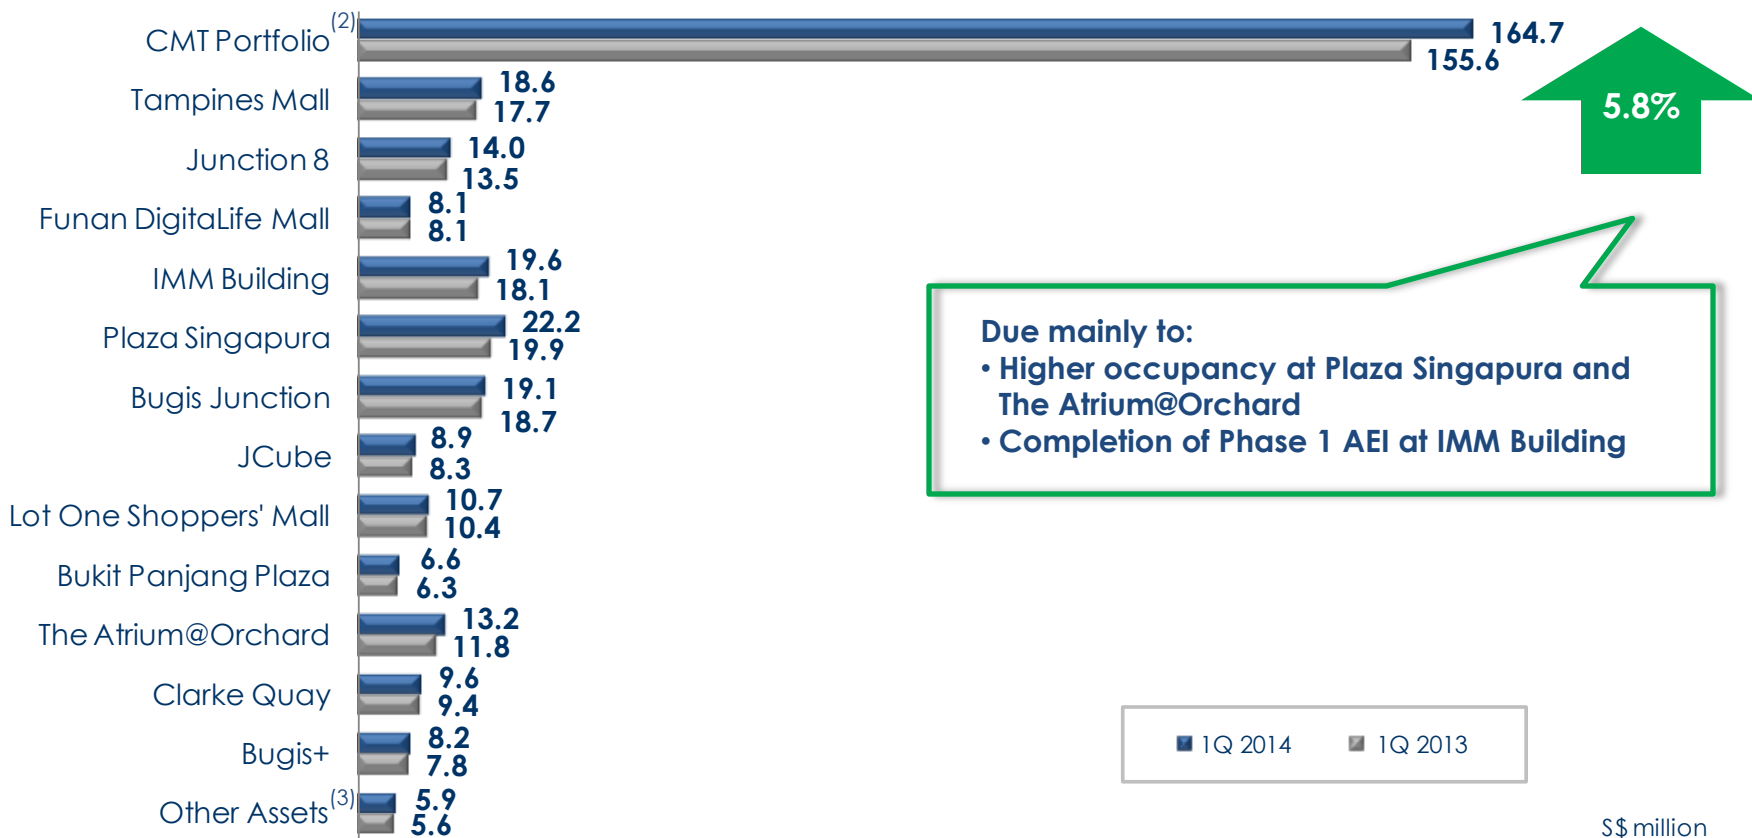 CMT Portfolio(2) 164.7
155.6
Tampines Mall 18.6
17.7
Junction 8 14.0
13.5
Funan DigitaLife Mall 8.1
8.1
IMM Building 19.6
18.1
Plaza Singapura 22.2
19.9
Bugis Junction 19.1
18.7
JCube 8.9
8.3
Lot One Shoppers' Mall 10.7
10.4
Bukit Panjang Plaza 6.6
6.3
The Atrium@Orchard 13.2
11.8
Clarke Quay 9.6
9.4
Bugis+ 8.2
7.8
Other Assets(3) 5.9
5.6
5.8%
Due mainly to:
• Higher occupancy at Plaza Singapura and
The Atrium@Orchard
• Completion of Phase 1 AEI at IMM Building
1Q 2014 1Q 2013
S$ million